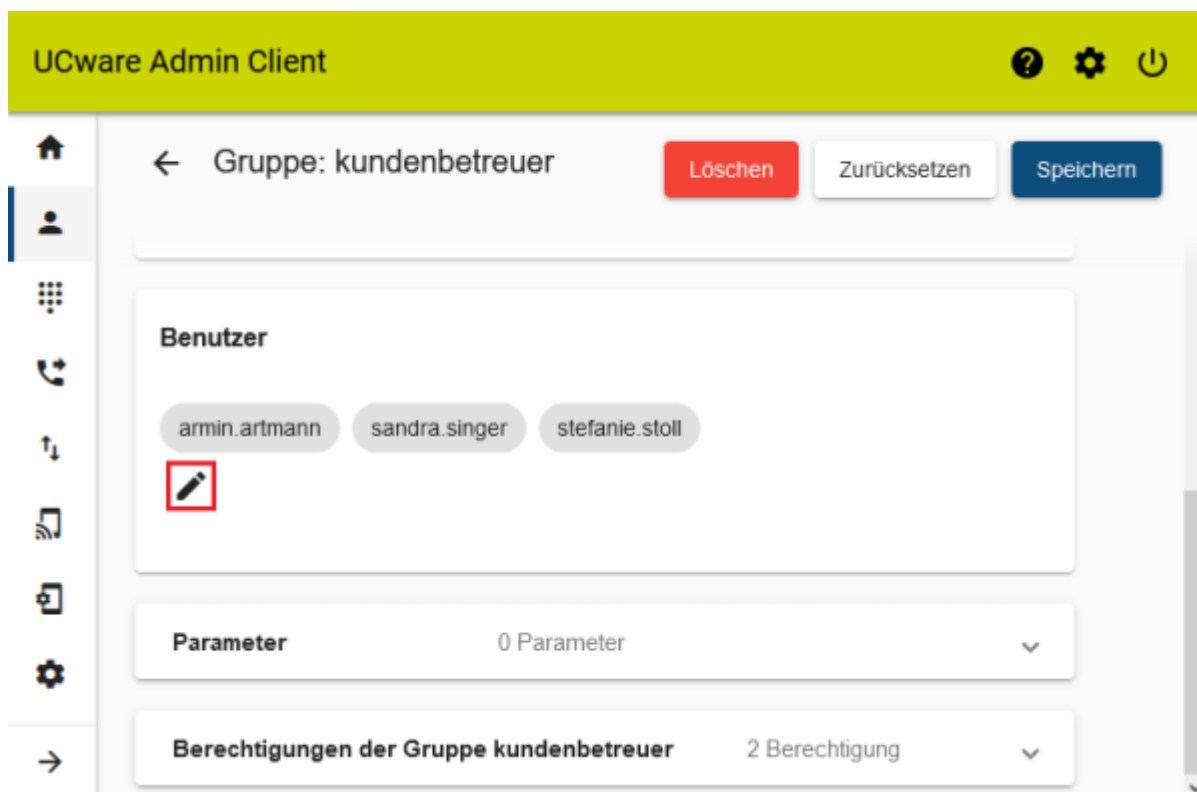 UCware Admin Client
Gruppe: kundenbetreuer
Löschen
Zurücksetzen
Speichern
Benutzer
armin.artmann sandra.singer stefanie.stoll
Parameter 0 Parameter
Berechtigungen der Gruppe kundenbetreuer 2 Berechtigung